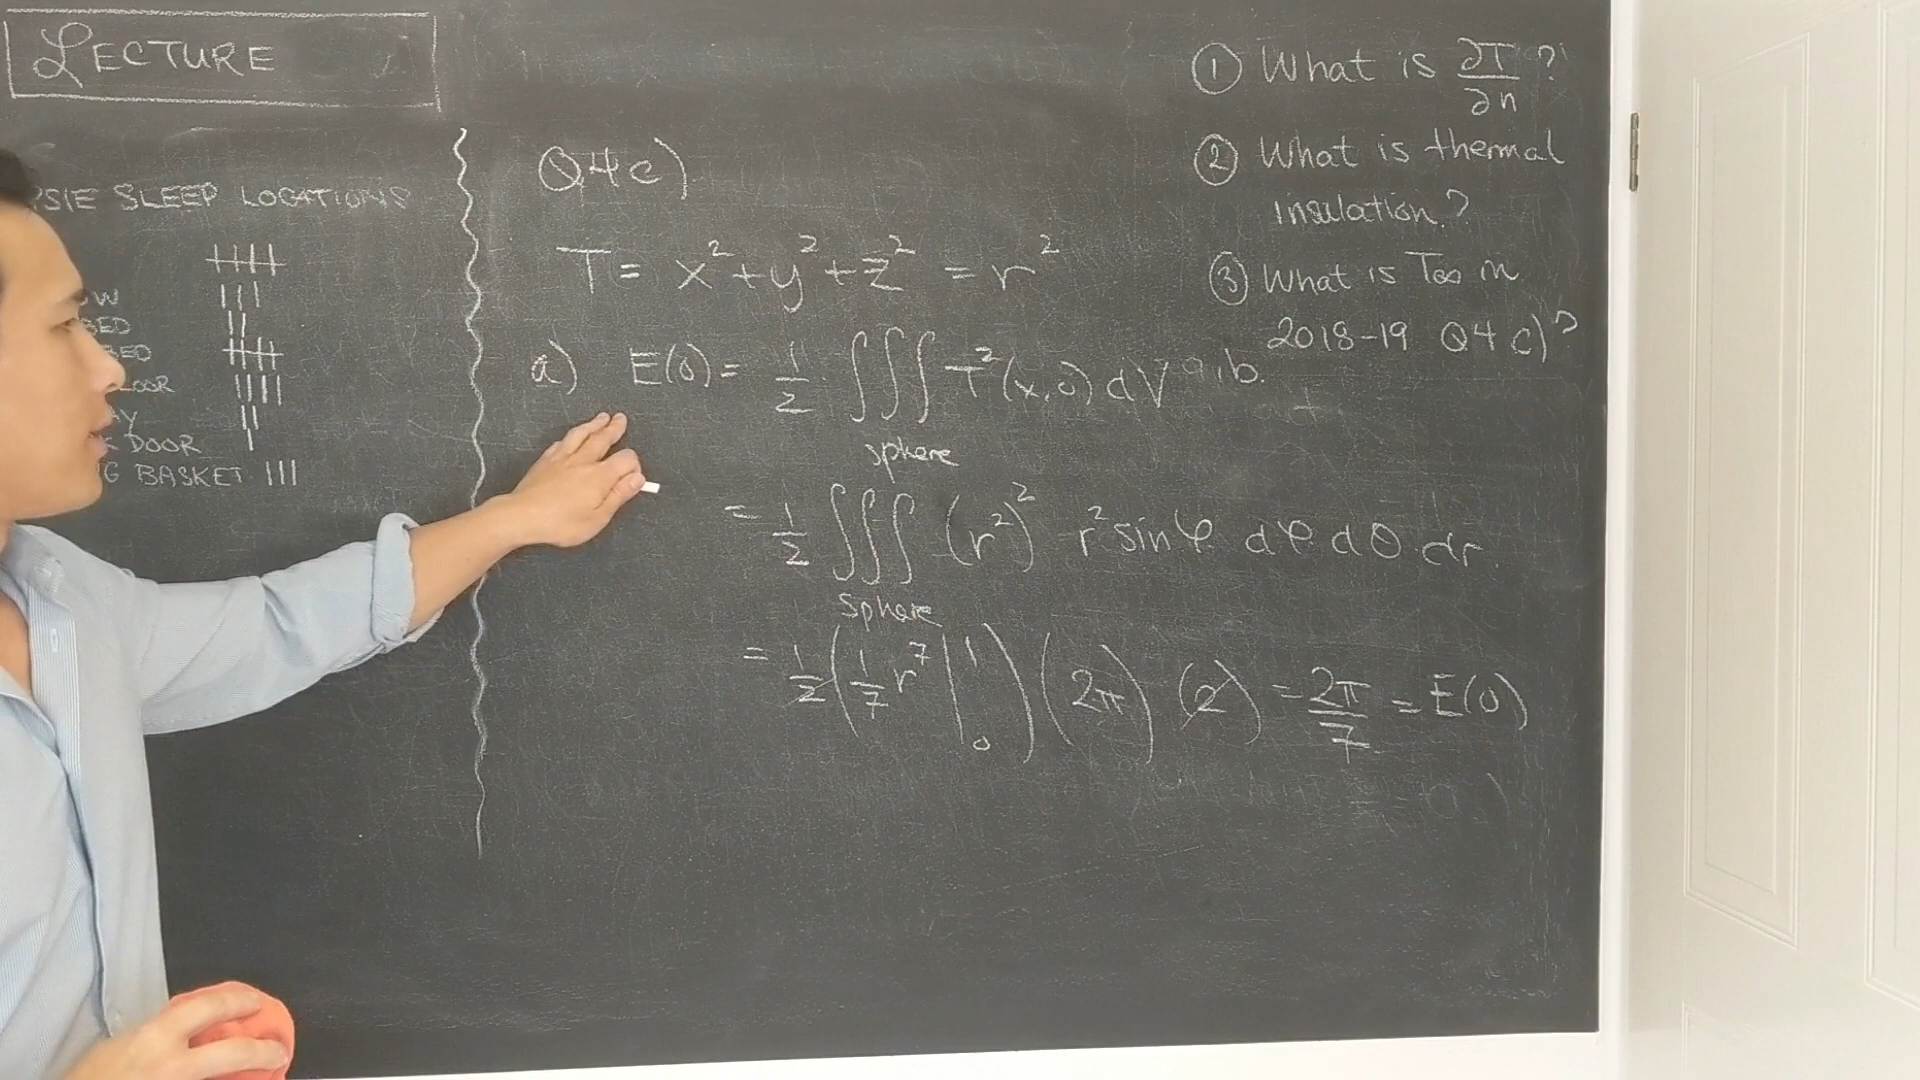 LECTURE
SLEEP LOCATIONS
DOOR
BASKET III
Q4c)
T = x² + y² + z² = r²
a) E(0) = 1/2 ∫∫∫ T²(x,0) dV
sphere
= 1/2 ∫∫∫ (r²)² r² sin φ dφ dθ dr.
Sphere
= 1/2 (1/7 r⁷ |₀¹) (2π) (2) = 2π/7 = E(0)
① What is ∂T/∂n ?
② What is thermal
insulation?
③ What is T∞ in
2018-19 Q4 c)?